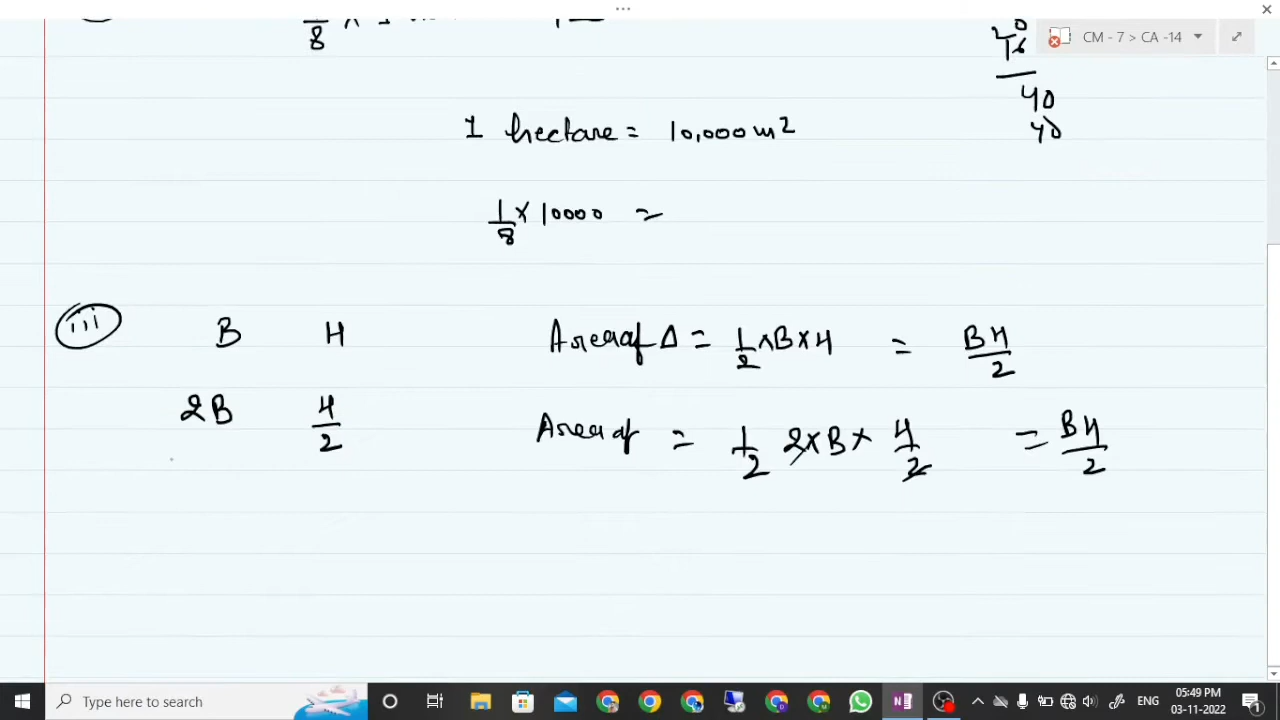 CM - 7 > CA -14
40
40
1 hectare = 10,000 m²
1/8 × 10000 =
iii B H Area of Δ = 1/2 × B × H = BH/2
2B H/2 Area of = 1/2 2 × B × H/2 = BH/2
Type here to search
ENG
05:49 PM
03-11-2022